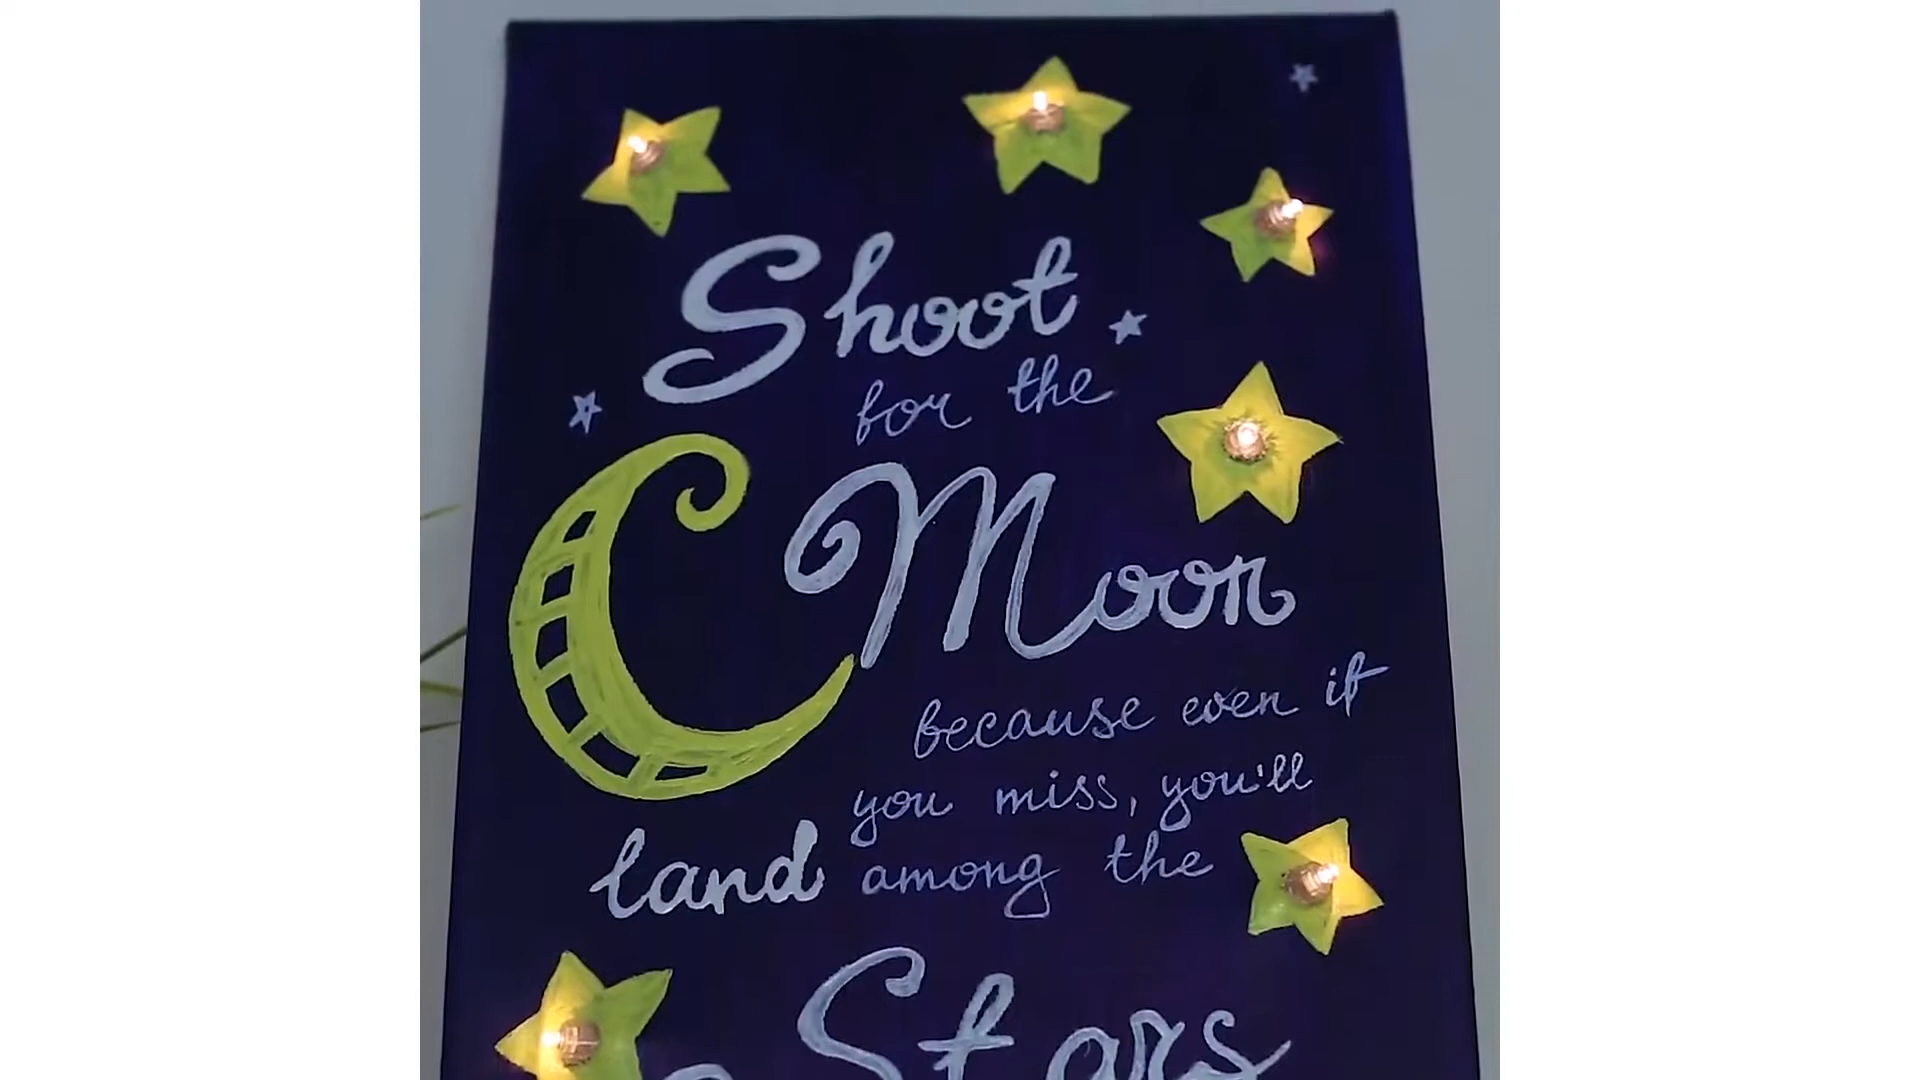 Shoot
for the
Moon
because even if
you miss, you'll
land among the
Stars